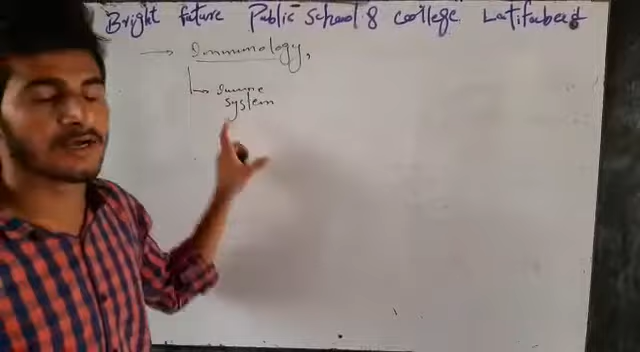 Bright future Public School & college Latifabad
→ Immunology,
Immune
system